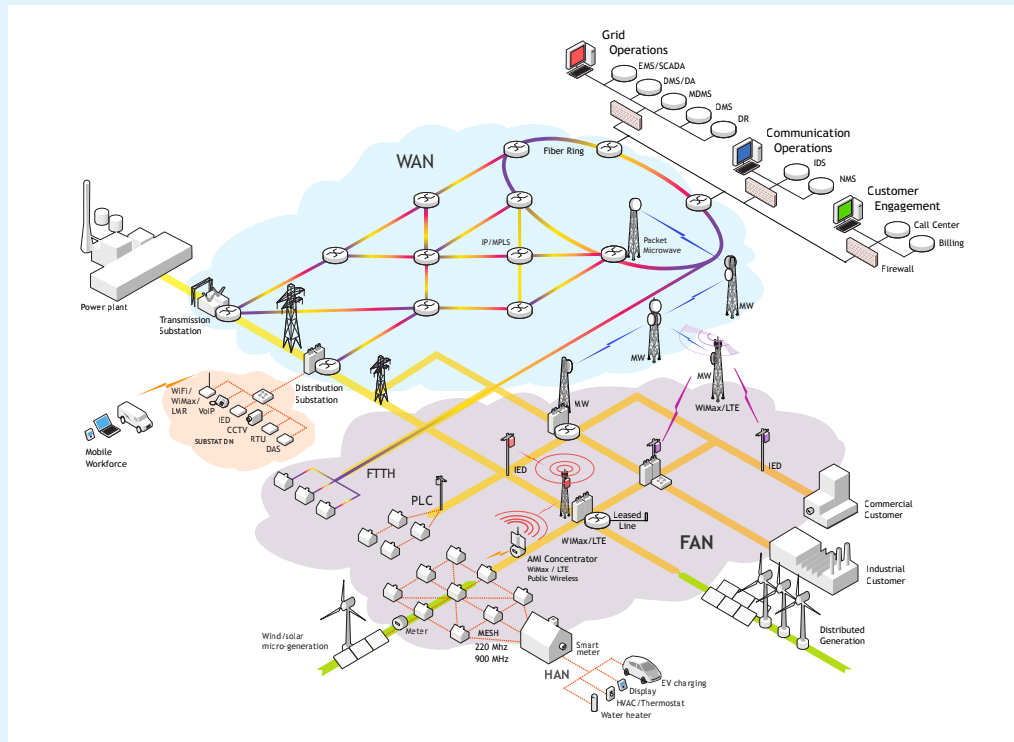 Grid
Operations
EMS/SCADA
DMS/DA
MDMS
DMS
DR
Communication
Operations
IDS
NMS
Customer
Engagement
Call Center
Billing
Firewall
WAN
Fiber Ring
IP/MPLS
Packet
Microwave
MW
MW
MW
MW
Power plant
Transmission
Substation
Distribution
Substation
WiFi/
WiMax/
LMR
VoIP
IED
CCTV
RTU
DAS
SUBSTATDN
Mobile
Workforce
WiMax/LTE
IED
IED
FTTH
PLC
Leased
Line
WiMax/LTE
FAN
AMI Concentrator
WiMax / LTE
Public Wireless
Commercial
Customer
Industrial
Customer
Distributed
Generation
Wind/solar
micro-generation
Meter
MESH
220 Mhz
900 MHz
Smart
meter
HAN
EV charging
Display
HVAC/Thermostat
Water heater